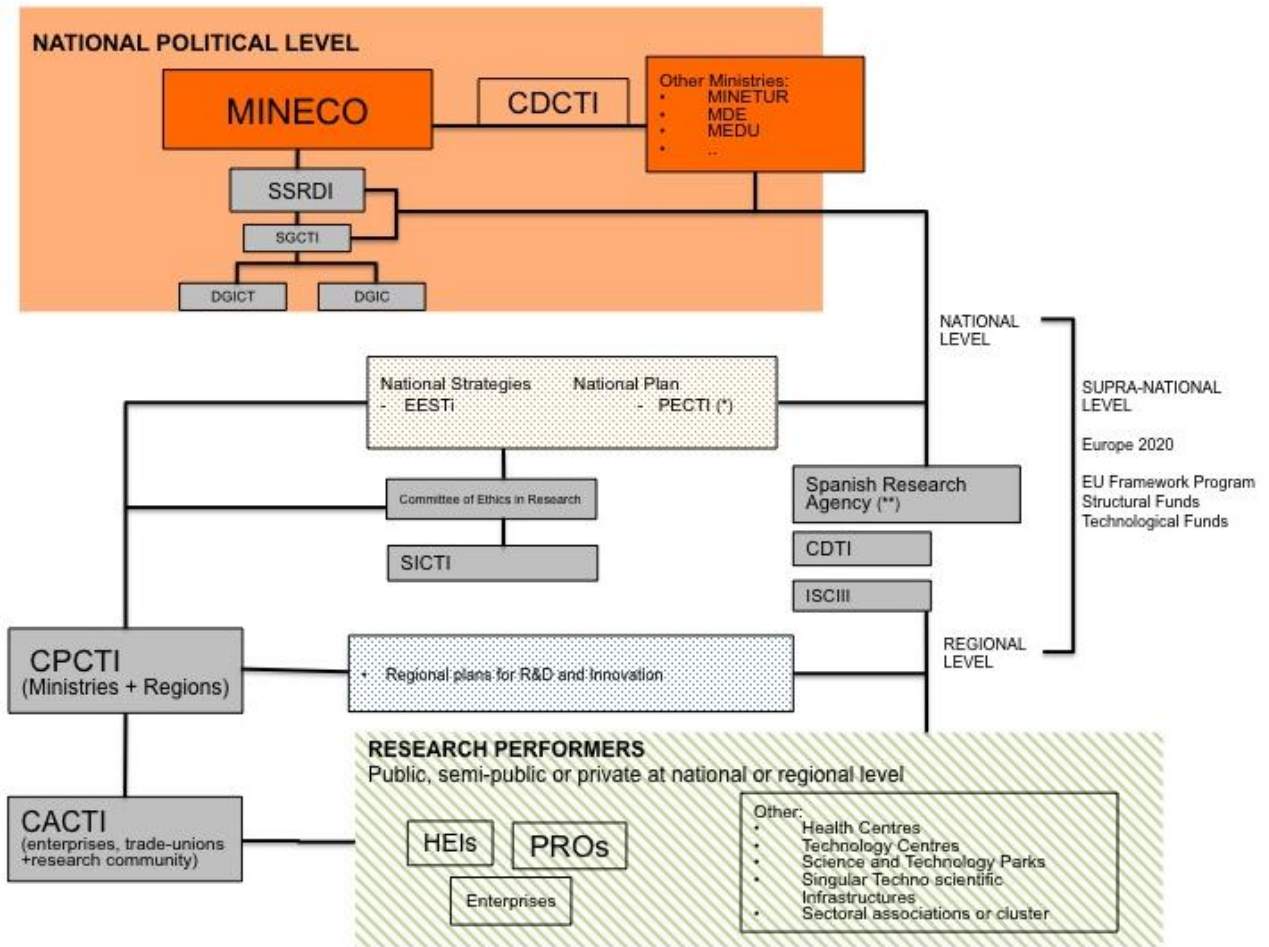 NATIONAL POLITICAL LEVEL
MINECO
CDCTI
Other Ministries:
• MINETUR
• MDE
• MEDU
• ..
SSRDI
SGCTI
DGICT
DGIC
NATIONAL
LEVEL
SUPRA-NATIONAL
LEVEL
Europe 2020
EU Framework Program
Structural Funds
Technological Funds
National Strategies National Plan
- EESTi - PECTI (*)
Committee of Ethics in Research
SICTI
Spanish Research
Agency (**)
CDTI
ISCIII
REGIONAL
LEVEL
CPCTI
(Ministries + Regions)
• Regional plans for R&D and Innovation
RESEARCH PERFORMERS
Public, semi-public or private at national or regional level
CACTI
(enterprises, trade-unions
+research community)
HEIs
PROs
Enterprises
Other:
• Health Centres
• Technology Centres
• Science and Technology Parks
• Singular Techno scientific
Infrastructures
• Sectoral associations or cluster